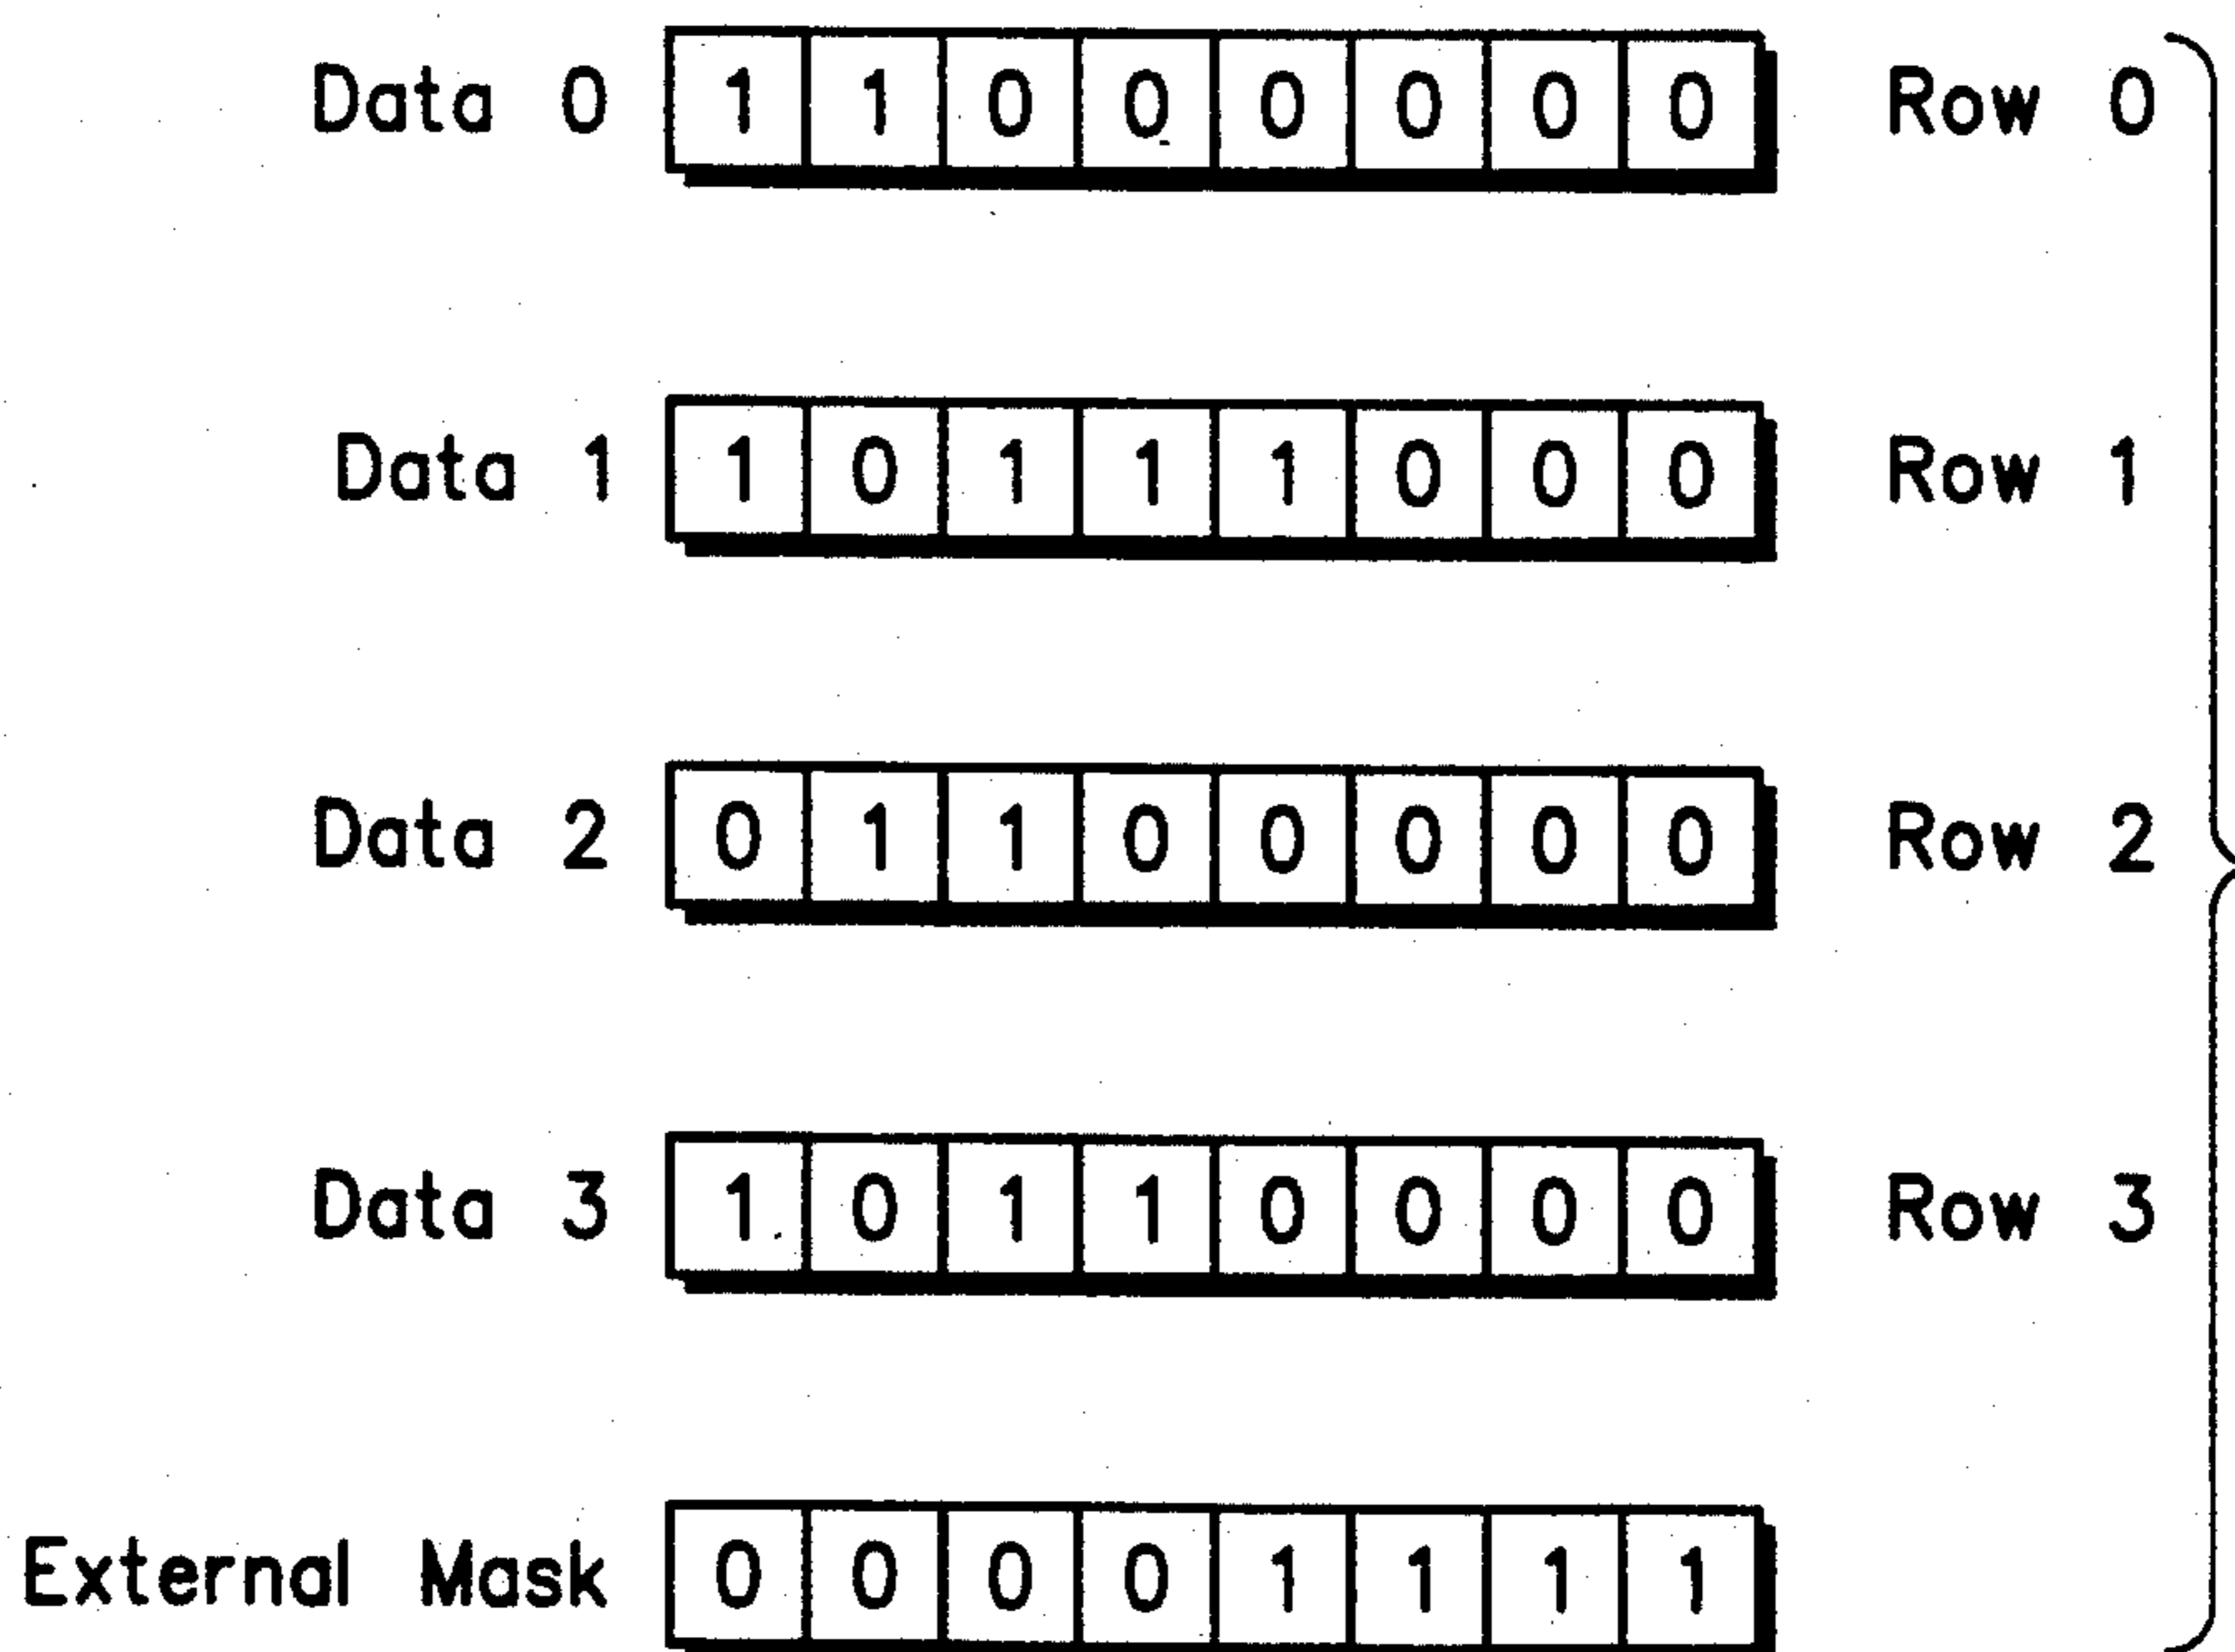 Data 0 1 1 0 0 0 0 0 0 Row 0
Data 1 1 0 1 1 1 0 0 0 Row 1
Data 2 0 1 1 0 0 0 0 0 Row 2
Data 3 1 0 1 1 0 0 0 0 Row 3
External Mask 0 0 0 0 1 1 1 1